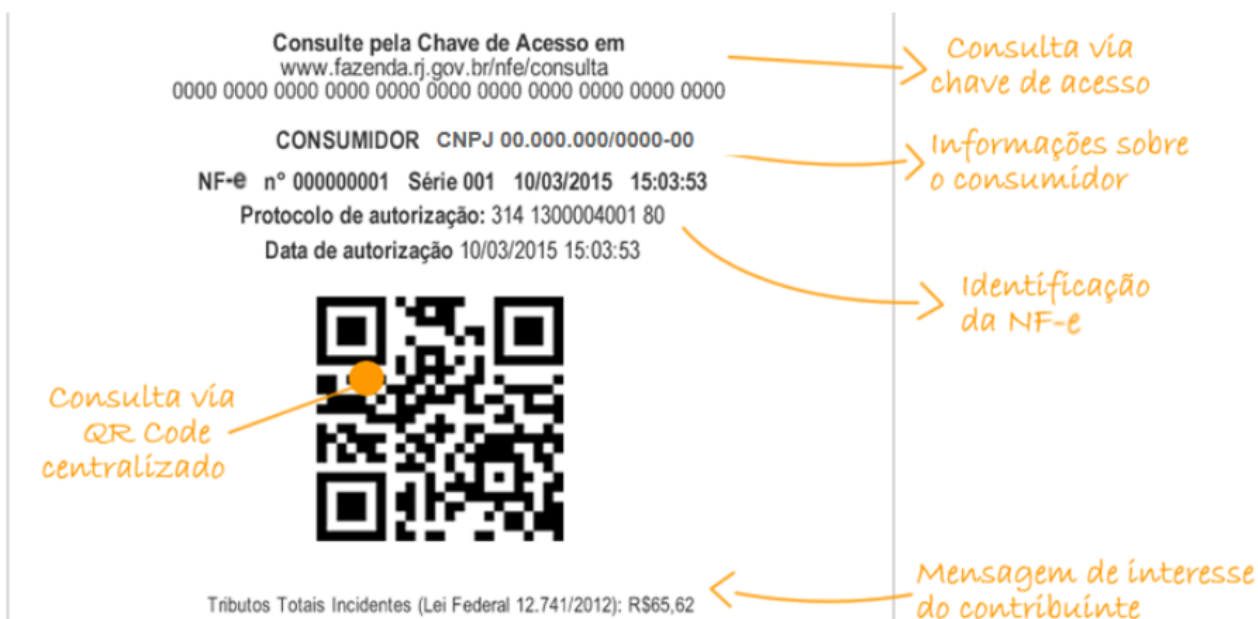 Consulte pela Chave de Acesso em
www.fazenda.rj.gov.br/nfe/consulta
0000 0000 0000 0000 0000 0000 0000 0000 0000 0000 0000
Consulta via
chave de acesso
CONSUMIDOR CNPJ 00.000.000/0000-00
Informações sobre
o consumidor
NF-e n° 000000001 Série 001 10/03/2015 15:03:53
Protocolo de autorização: 314 1300004001 80
Data de autorização 10/03/2015 15:03:53
Identificação
da NF-e
Consulta via
QR Code
centralizado
Tributos Totais Incidentes (Lei Federal 12.741/2012): R$65,62
Mensagem de interesse
do contribuinte